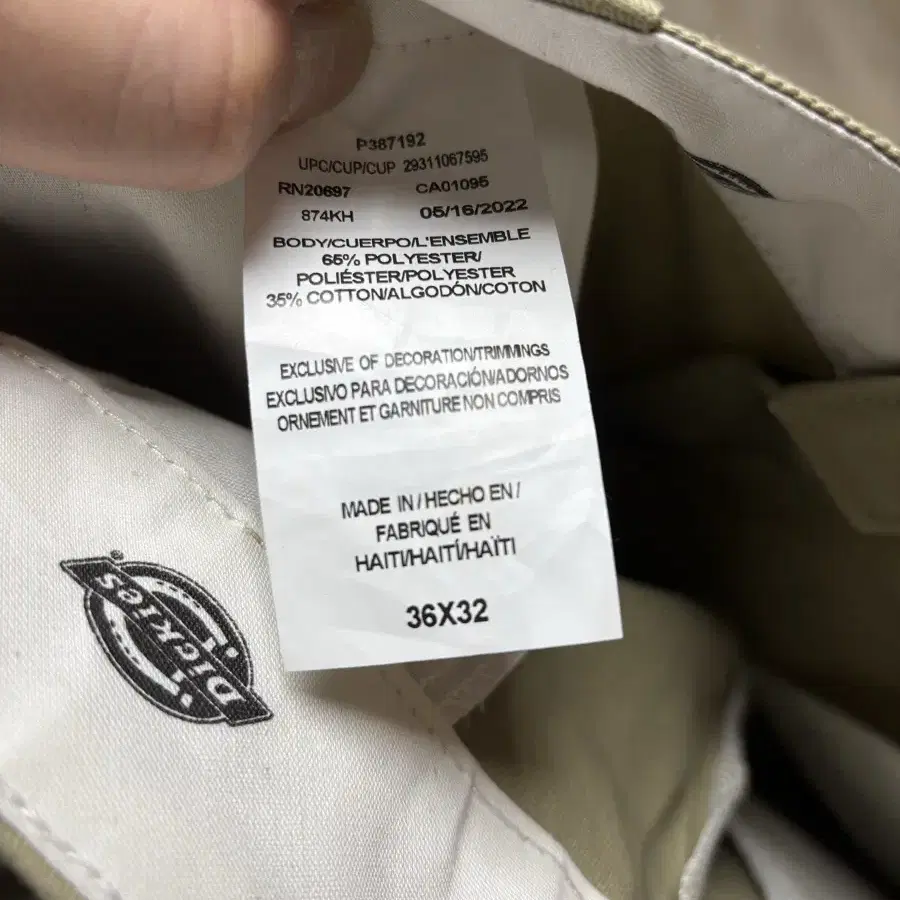 P387192
UPC/CUP/CUP 29311067595
RN20697 CA01095
874KH 05/16/2022
BODY/CUERPO/L'ENSEMBLE
65% POLYESTER/
POLIÉSTER/POLYESTER
35% COTTON/ALGODÓN/COTON
EXCLUSIVE OF DECORATION/TRIMMINGS
EXCLUSIVO PARA DECORACIÓN/ADORNOS
ORNEMENT ET GARNITURE NON COMPRIS
MADE IN / HECHO EN /
FABRIQUÉ EN
HAITI/HAITÍ/HAÏTI
36X32
Dickies